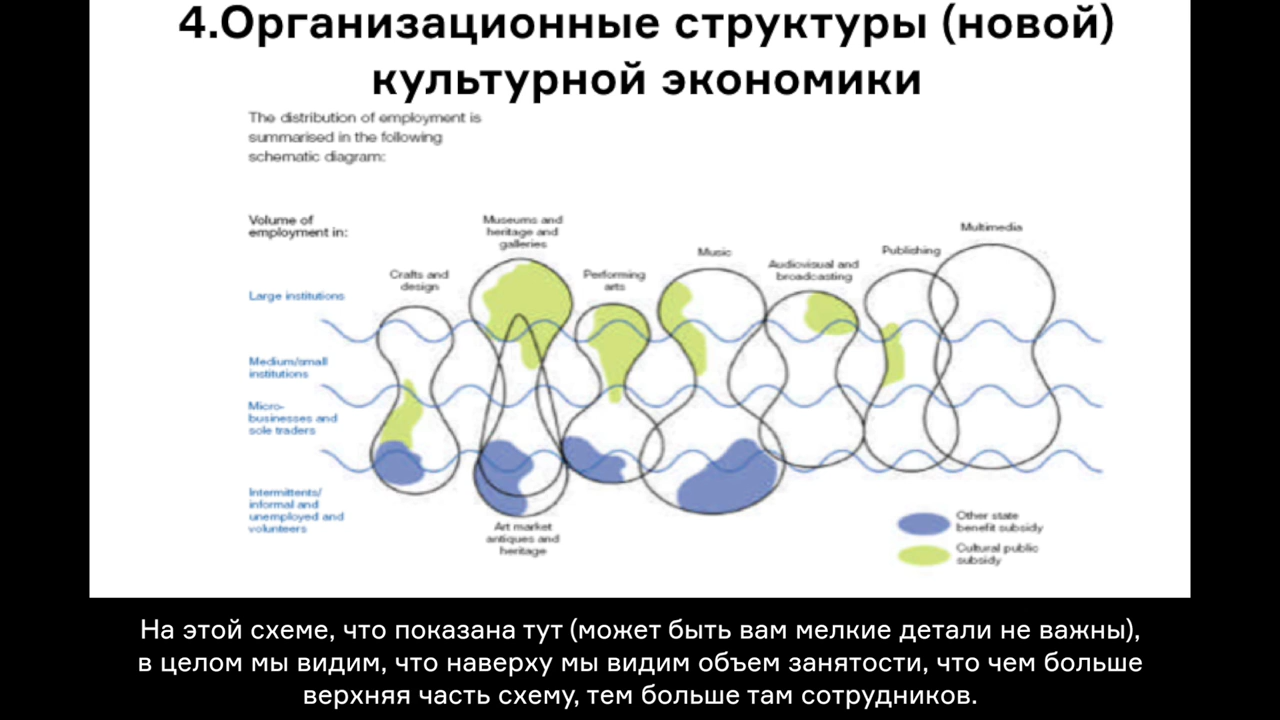 4.Организационные структуры (новой)
культурной экономики
The distribution of employment is
summarised in the following
schematic diagram:
Volume of
employment in:
Museums and
heritage and
galleries
Multimedia
Music
Publishing
Audiovisual and
broadcasting
Crafts and
design
Performing
arts
Large institutions
Medium/small
institutions
Micro-
businesses and
sole traders
Intermittents/
informal and
unemployed and
volunteers
Art market
antiques and
heritage
Other state
benefit subsidy
Cultural public
subsidy
На этой схеме, что показана тут (может быть вам мелкие детали не важны),
в целом мы видим, что наверху мы видим объем занятости, что чем больше
верхняя часть схему, тем больше там сотрудников.